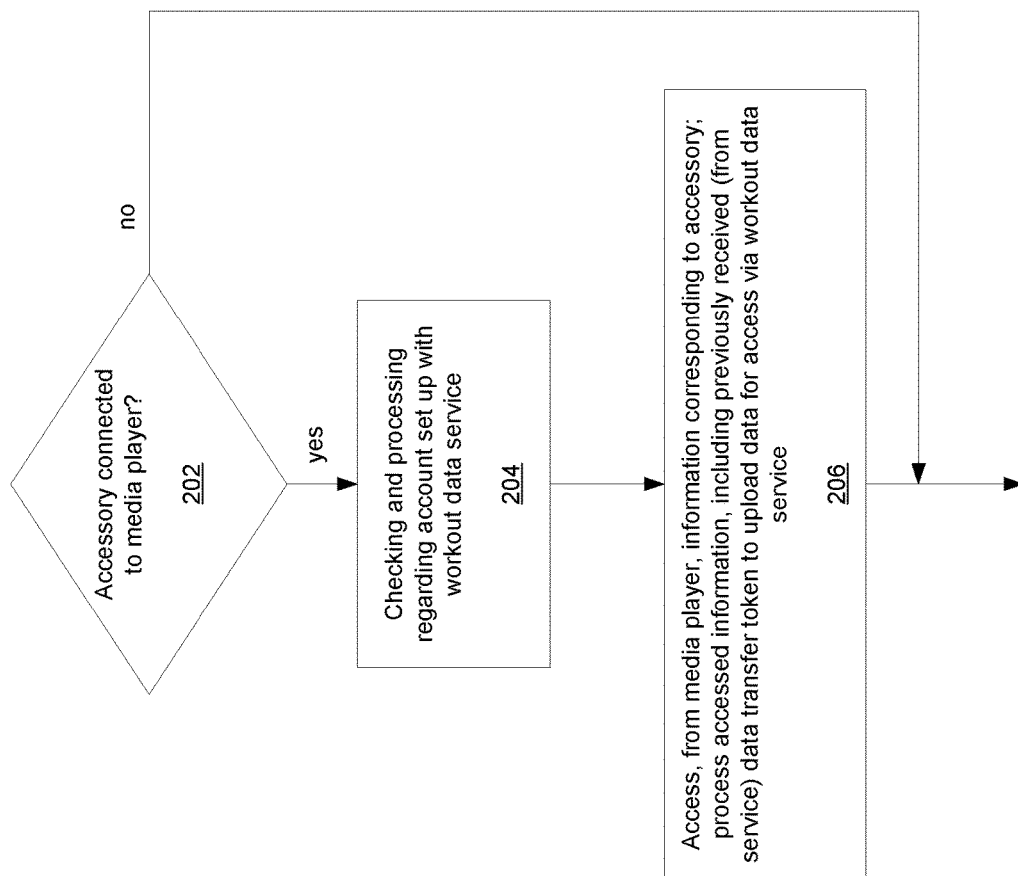 Accessory connected
to media player?
202
no
yes
Checking and processing
regarding account set up with
workout data service
204
Access, from media player, information corresponding to accessory;
process accessed information, including previously received (from
service) data transfer token to upload data for access via workout data
service
206